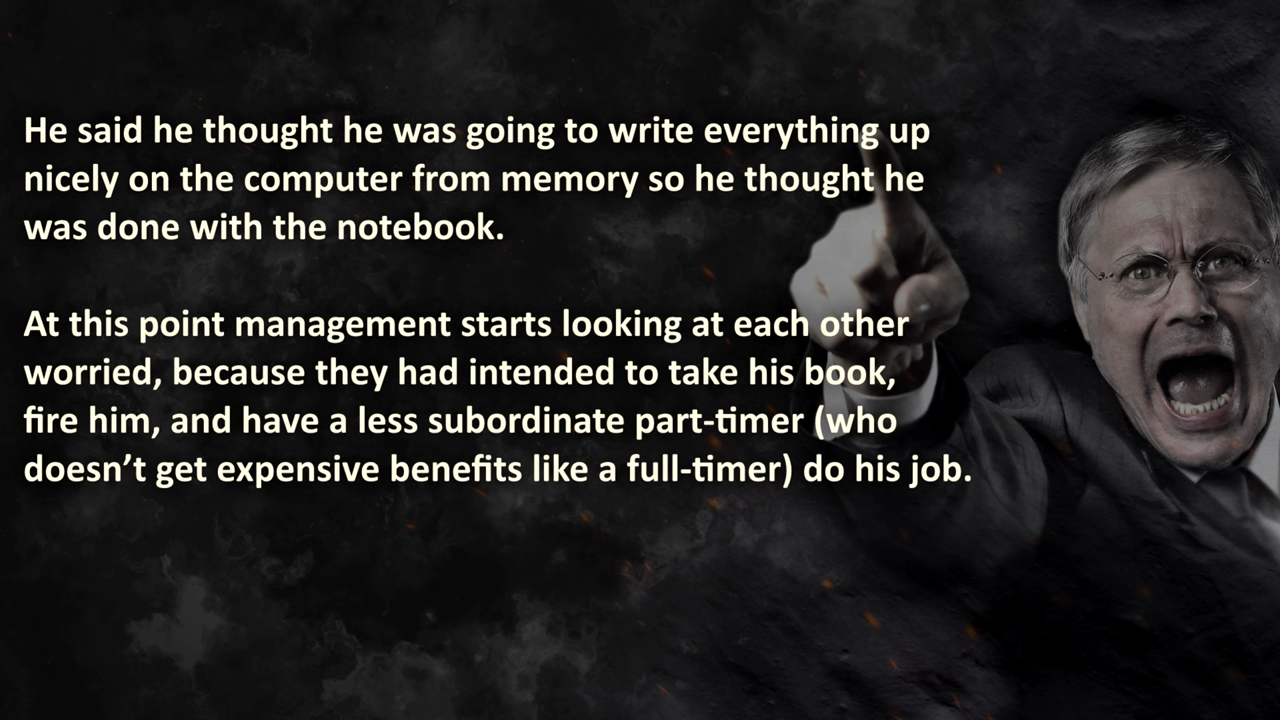 He said he thought he was going to write everything up
nicely on the computer from memory so he thought he
was done with the notebook.
At this point management starts looking at each other
worried, because they had intended to take his book,
fire him, and have a less subordinate part-timer (who
doesn’t get expensive benefits like a full-timer) do his job.